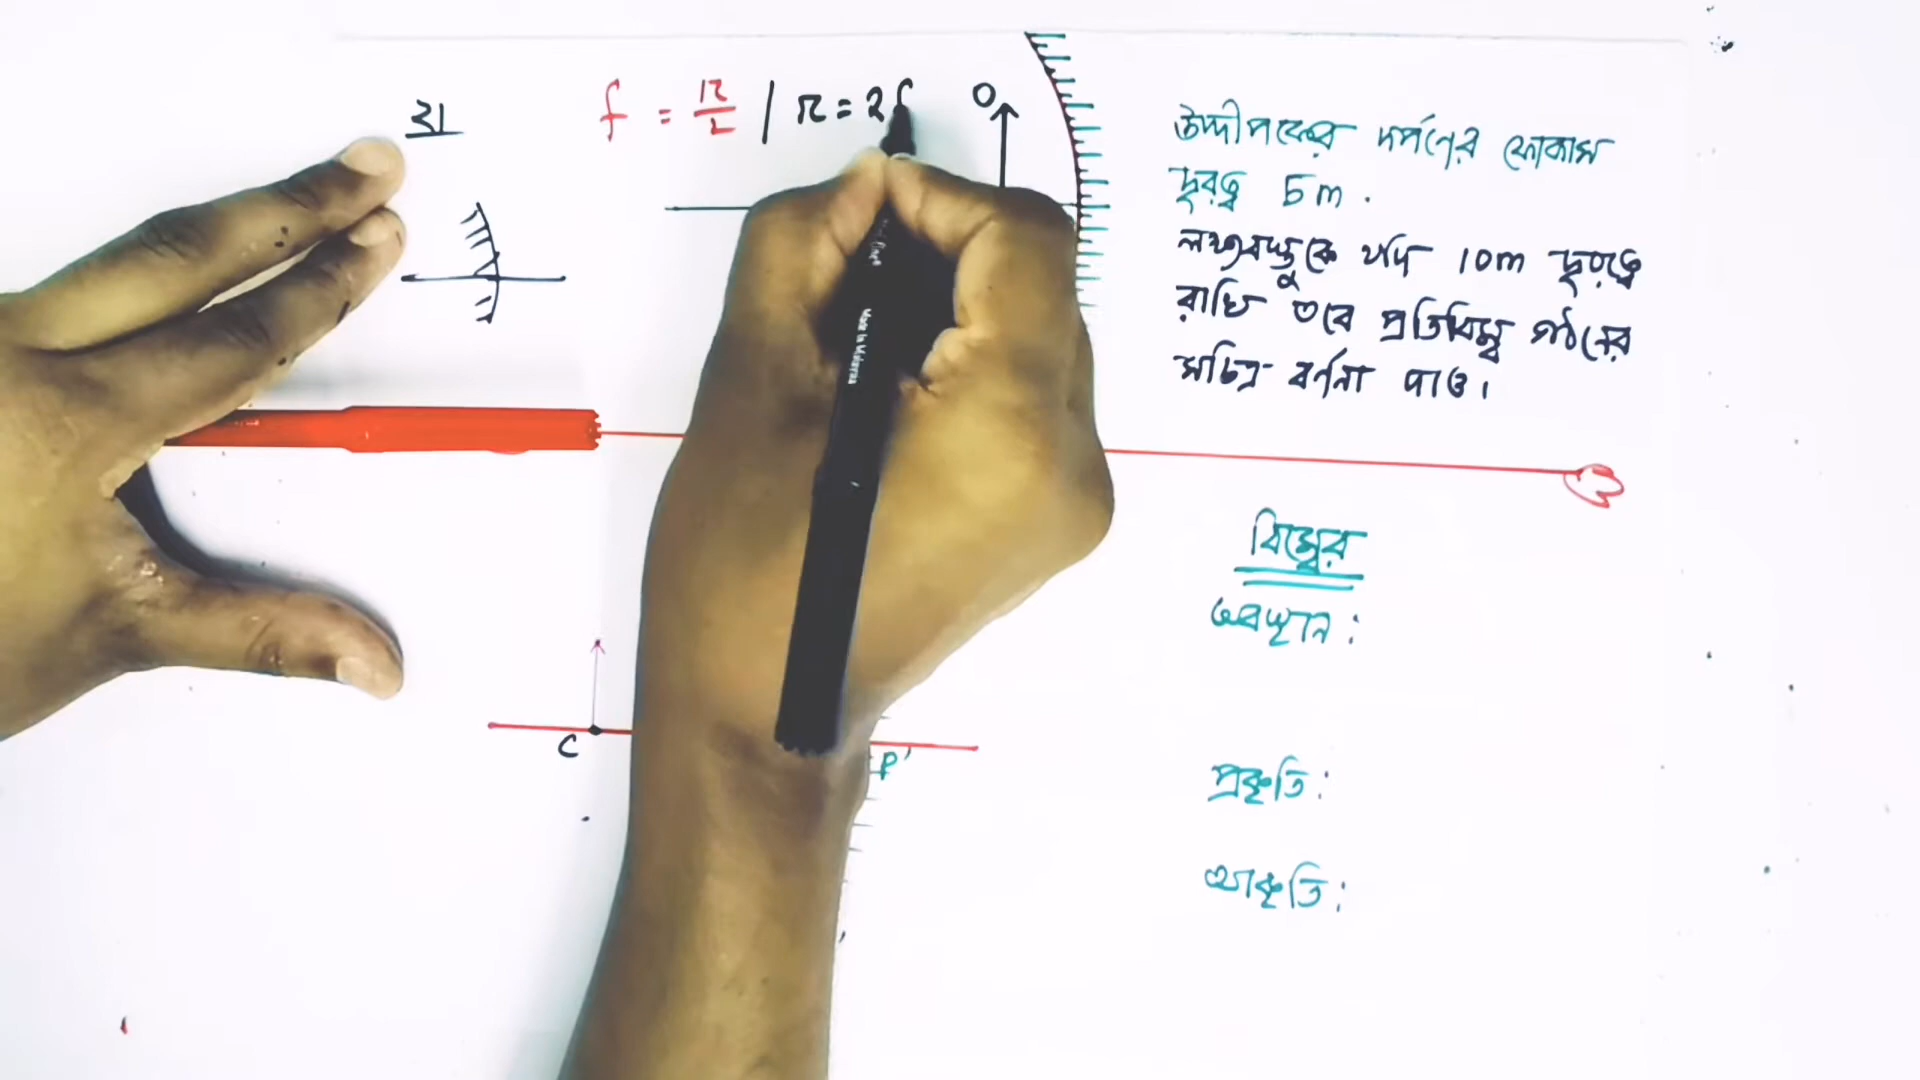 ২।
f = r/2 | r = 2f
O
উদ্দীপকের দর্পণের ফোকাস
দূরত্ব 5m.
লক্ষ্যবস্তুকে যদি 10m দূরত্বে
রাখি তবে প্রতিবিম্ব গঠনের
সচিত্র বর্ণনা দাও।
বিম্বের
অবস্থান:
C
P'
প্রকৃতি:
আকৃতি: